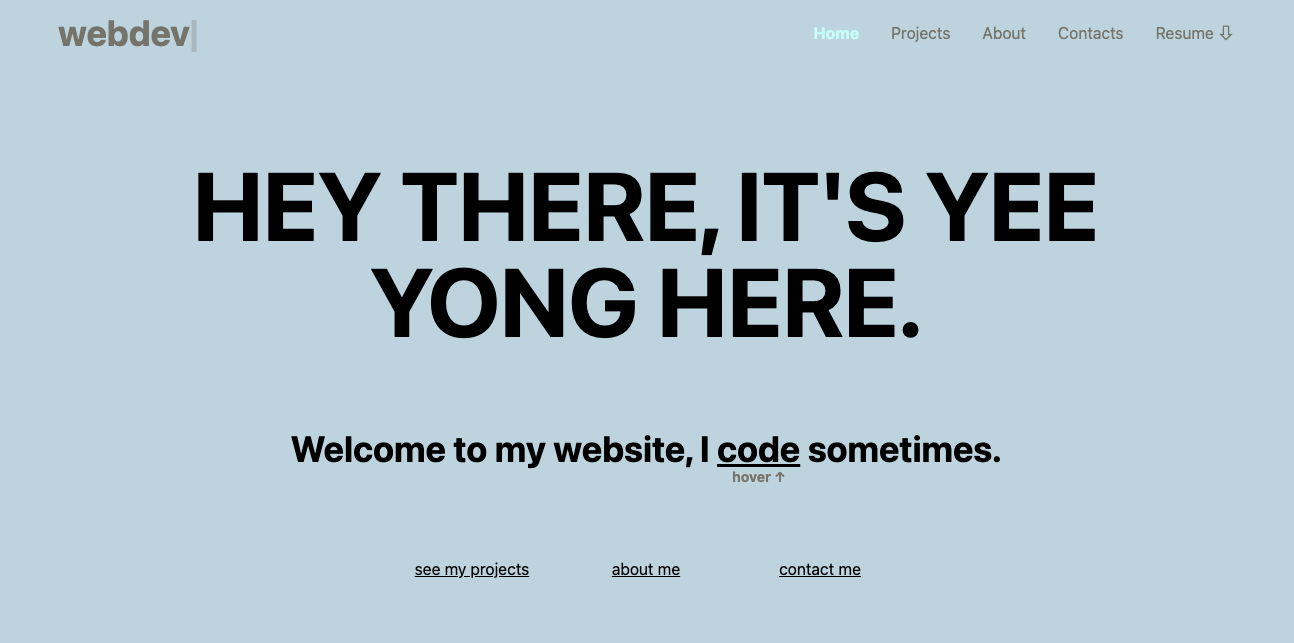 webdev
Home Projects About Contacts Resume ⇩
HEY THERE, IT'S YEE
YONG HERE.
Welcome to my website, I code sometimes.
hover ↑
see my projects about me contact me